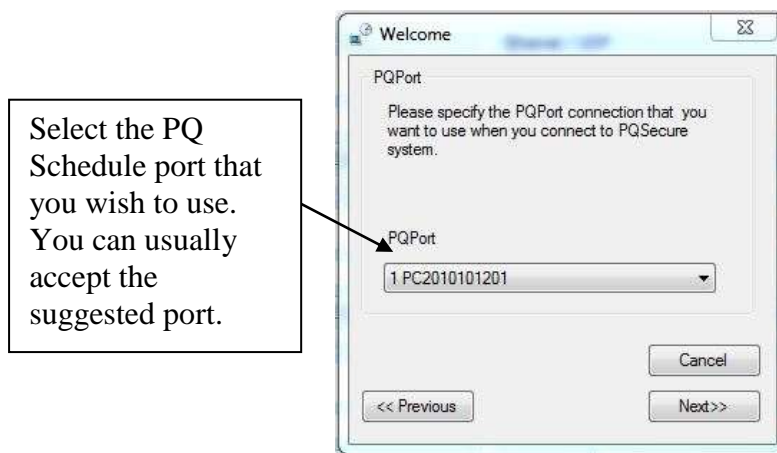 Select the PQ
Schedule port that
you wish to use.
You can usually
accept the
suggested port.
Welcome
PQPort
Please specify the PQPort connection that you
want to use when you connect to PQSecure
system.
PQPort
1 PC2010101201
Cancel
<< Previous
Next>>